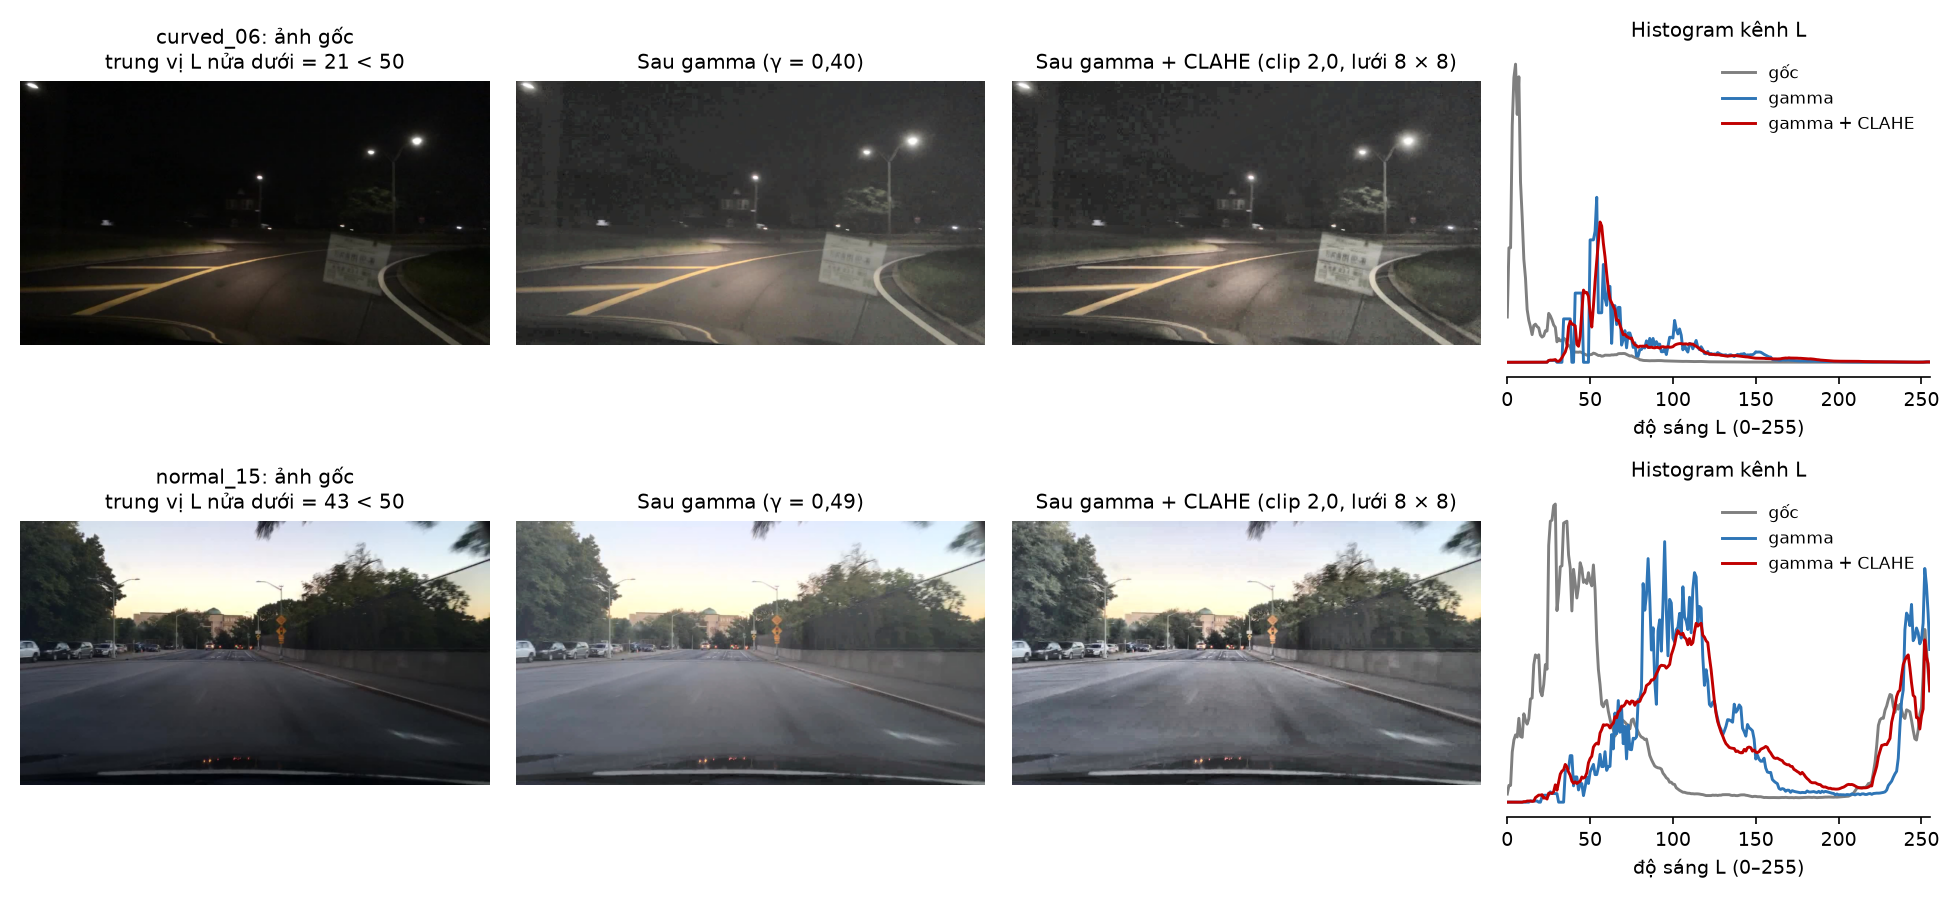 curved_06: ảnh gốc
trung vị L nửa dưới = 21 < 50
Sau gamma (γ = 0,40)
Sau gamma + CLAHE (clip 2,0, lưới 8 × 8)
Histogram kênh L
gốc
gamma
gamma + CLAHE
0 50 100 150 200 250
độ sáng L (0–255)
normal_15: ảnh gốc
trung vị L nửa dưới = 43 < 50
Sau gamma (γ = 0,49)
Sau gamma + CLAHE (clip 2,0, lưới 8 × 8)
Histogram kênh L
gốc
gamma
gamma + CLAHE
0 50 100 150 200 250
độ sáng L (0–255)